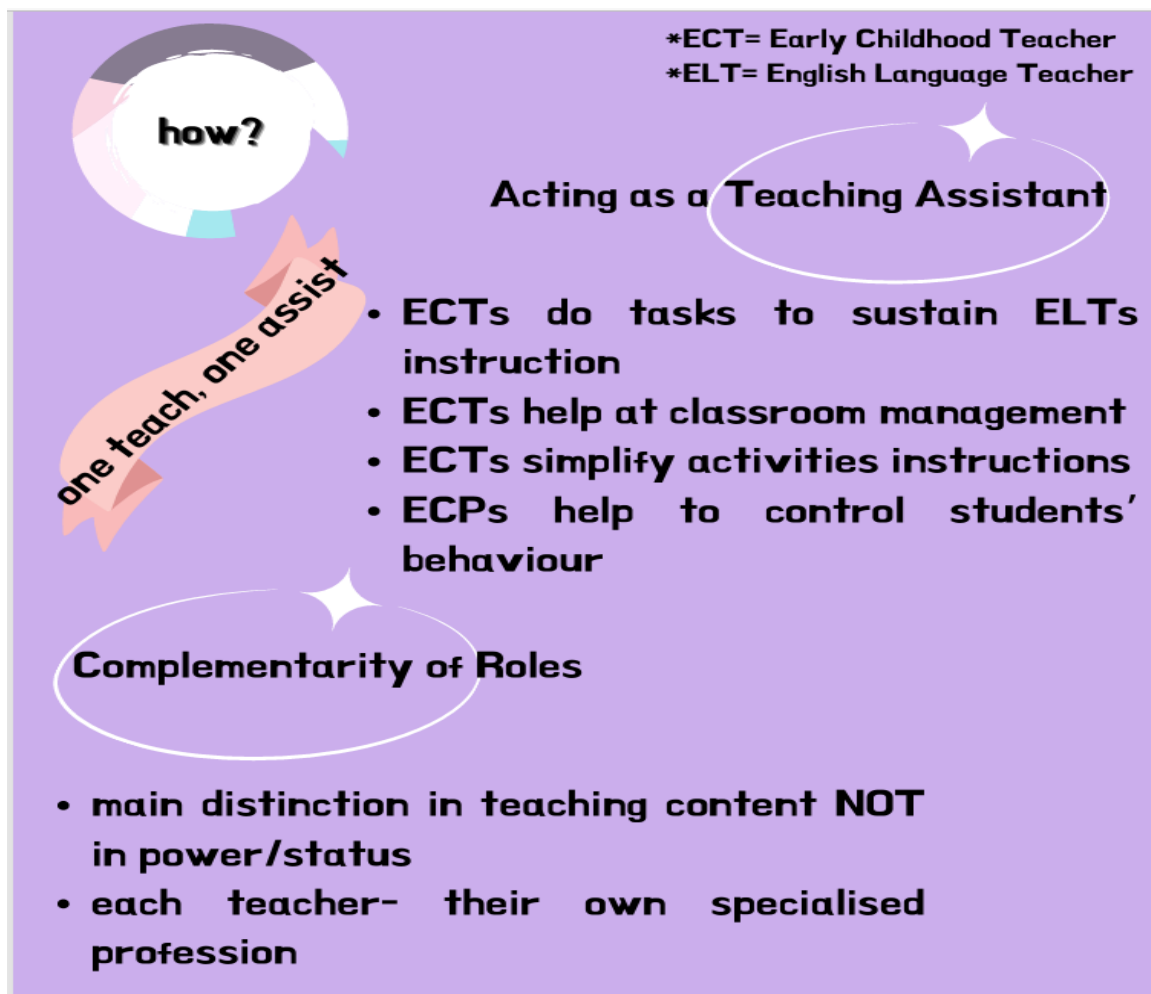 *ECT= Early Childhood Teacher
*ELT= English Language Teacher
how?
Acting as a Teaching Assistant
one teach, one assist
• ECTs do tasks to sustain ELTs
instruction
• ECTs help at classroom management
• ECTs simplify activities instructions
• ECPs help to control students'
behaviour
Complementarity of Roles
• main distinction in teaching content NOT
in power/status
• each teacher- their own specialised
profession